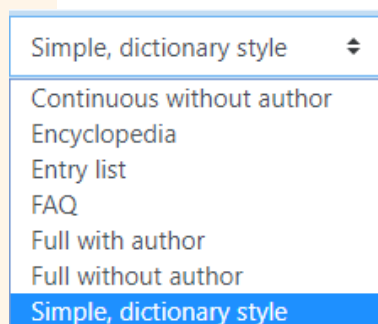 Simple, dictionary style
Continuous without author
Encyclopedia
Entry list
FAQ
Full with author
Full without author
Simple, dictionary style